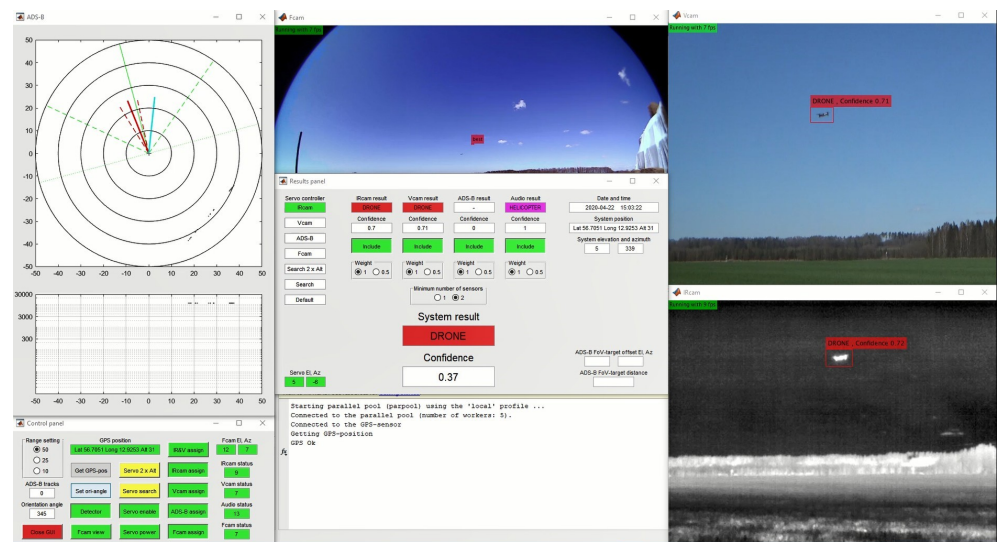 ADS-B
50
40
30
20
10
0
-10
-20
-30
-40
-50
-50 -40 -30 -20 -10 0 10 20 30 40 50
30000
3000
300
-50 -40 -30 -20 -10 0 10 20 30 40 50
Control panel
Range setting
50
25
10
GPS position
Lat 56.7051 Long 12.9253 Alt 31
IR&V assign
Fcam El, Az
12 7
Get GPS-pos
Servo 2 x Alt
IRcam assign
IRcam status
9
ADS-B tracks
0
Set ori-angle
Servo search
Vcam assign
Vcam status
7
Orientation angle
345
Detector
Servo enable
ADS-B assign
Audio status
13
Close GUI
Fcam view
Servo power
Fcam assign
Fcam status
7
Fcam
Running with 7 fps
Results panel
Servo controller
IRcam
Vcam
ADS-B
Fcam
Search 2 x Alt
Search
Default
IRcam result
DRONE
Confidence
0.7
Include
Weight
1 0.5
Vcam result
DRONE
Confidence
0.71
Include
Weight
1 0.5
ADS-B result
-
Confidence
0
Include
Weight
1 0.5
Audio result
HELICOPTER
Confidence
1
Include
Weight
1 0.5
Date and time
2020-04-22 15:03:22
System position
Lat 56.7051 Long 12.9253 Alt 31
System elevation and azimuth
5 339
Minimum number of sensors
1 2
System result
DRONE
Confidence
0.37
Servo El, Az
5 -6
ADS-B FoV-target offset El, Az
ADS-B FoV-target distance
Starting parallel pool (parpool) using the 'local' profile ...
Connected to the parallel pool (number of workers: 5).
Connected to the GPS-sensor
Getting GPS-position
GPS Ok
fx
Vcam
Running with 7 fps
DRONE , Confidence 0.71
IRcam
Running with 9 fps
DRONE , Confidence 0.72